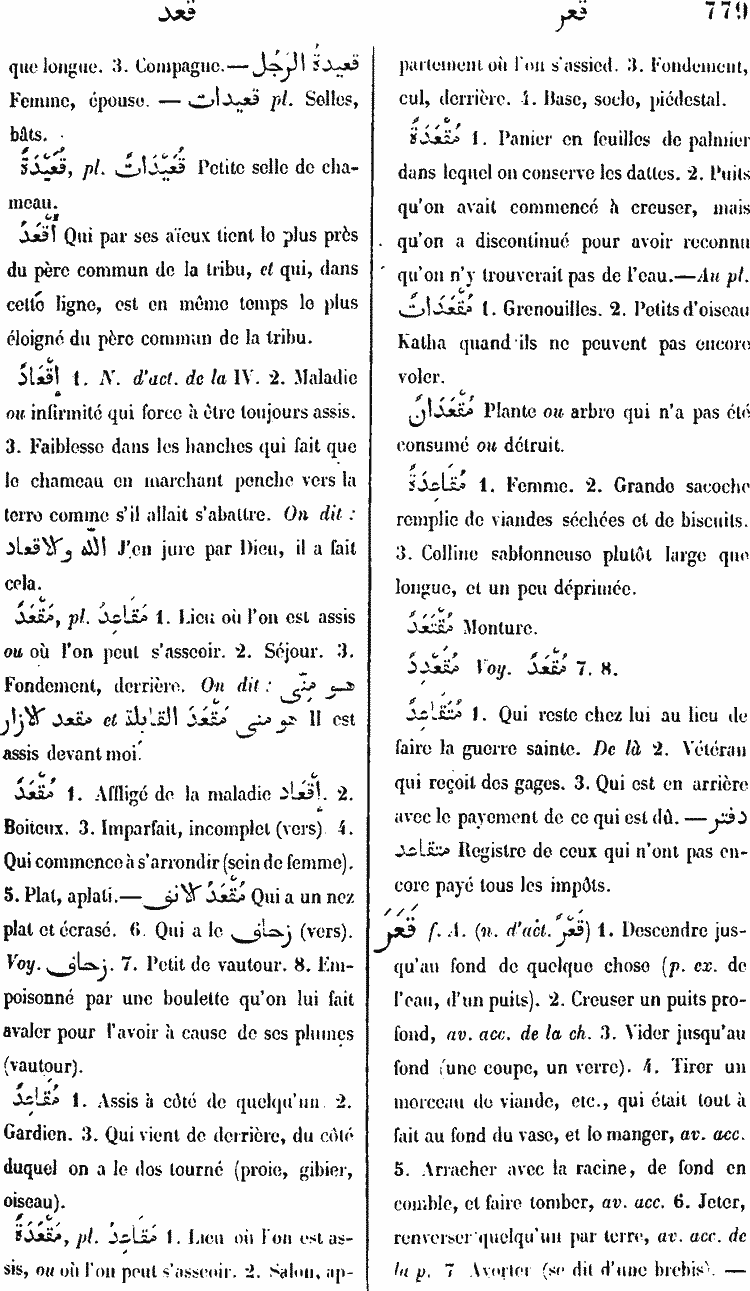 قعد
قعر
779
que longue. 3. Compagne.—قعيدة الرَجُل
Femme, épouse. — قعيدات pl. Selles,
bâts.
قُعَيْدَةٌ, pl. قُعَيْدَاتٌ Petite selle de cha-
meau.
أَقْعَدُ Qui par ses aïeux tient le plus près
du père commun de la tribu, et qui, dans
cette ligne, est en même temps le plus
éloigné du père commun de la tribu.
إِقْعَادٌ 1. N. d'act. de la IV. 2. Maladie
ou infirmité qui force à être toujours assis.
3. Faiblesse dans les hanches qui fait que
le chameau en marchant penche vers la
terre comme s'il allait s'abattre. On dit :
اللّه ولاقعاد J'en jure par Dieu, il a fait
cela.
مَقْعَدٌ, pl. مَقَاعِدُ 1. Lieu où l'on est assis
ou où l'on peut s'asseoir. 2. Séjour. 3.
Fondement, derrière. On dit : هو مِنّى
مقعد لازار et هو منى مَقْعَدَ القَابِلة Il est
assis devant moi.
مُقْعَدٌ 1. Affligé de la maladie إِقْعَاد. 2.
Boiteux. 3. Imparfait, incomplet (vers). 4.
Qui commence à s'arrondir (sein de femme).
5. Plat, aplati.—مُقْعَدُ لانف Qui a un nez
plat et écrasé. 6. Qui a le زحاف (vers).
Voy. زحاف. 7. Petit de vautour. 8. Em-
poisonné par une boulette qu'on lui fait
avaler pour l'avoir à cause de ses plumes
(vautour).
مُقَاعِدٌ 1. Assis à côté de quelqu'un. 2.
Gardien. 3. Qui vient de derrière, du côté
duquel on a le dos tourné (proie, gibier,
oiseau).
مَقْعَدَةٌ, pl. مَقَاعِدُ 1. Lieu où l'on est as-
sis, ou où l'on peut s'asseoir. 2. Salon, ap-
partement où l'on s'assied. 3. Fondement,
cul, derrière. 4. Base, socle, piédestal.
مُقْعَدَةٌ 1. Panier en feuilles de palmier
dans lequel on conserve les dattes. 2. Puits
qu'on avait commencé à creuser, mais
qu'on a discontinué pour avoir reconnu
qu'on n'y trouverait pas de l'eau.—Au pl.
مُقْعَدَاتٌ 1. Grenouilles. 2. Petits d'oiseau
Katha quand ils ne peuvent pas encore
voler.
مُقْعَدَانٌ Plante ou arbre qui n'a pas été
consumé ou détruit.
مُقَاعِدَةٌ 1. Femme. 2. Grande sacoche
remplie de viandes séchées et de biscuits.
3. Colline sablonneuse plutôt large que
longue, et un peu déprimée.
مُقْتَعَدٌ Monture.
مُقْعَدِدٌ Voy. مُقْعَدٌ 7. 8.
مُتَقَاعِدٌ 1. Qui reste chez lui au lieu de
faire la guerre sainte. De là 2. Vétéran
qui reçoit des gages. 3. Qui est en arrière
avec le payement de ce qui est dû. — دفتر
متقاعد Registre de ceux qui n'ont pas en-
core payé tous les impôts.
قَعَرَ f. A. (n. d'act. قَعْرٌ) 1. Descendre jus-
qu'au fond de quelque chose (p. ex. de
l'eau, d'un puits). 2. Creuser un puits pro-
fond, av. acc. de la ch. 3. Vider jusqu'au
fond (une coupe, un verre). 4. Tirer un
morceau de viande, etc., qui était tout à
fait au fond du vase, et le manger, av. acc.
5. Arracher avec la racine, de fond en
comble, et faire tomber, av. acc. 6. Jeter,
renverser quelqu'un par terre, av. acc. de
la p. 7 Avorter (se dit d'une brebis). —